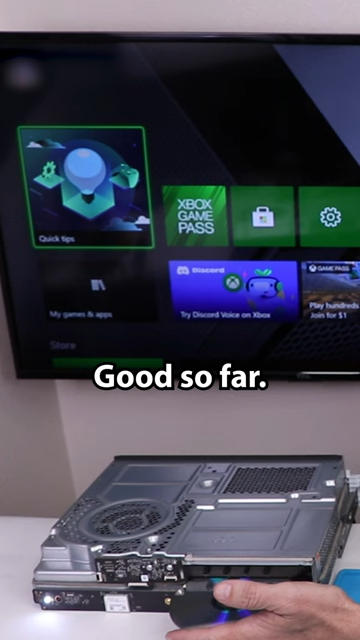 Quick tips
XBOX
GAME
PASS
My games & apps
Discord
Try Discord Voice on Xbox
GAME PASS
Play hundreds
Join for $1
Store
Good so far.